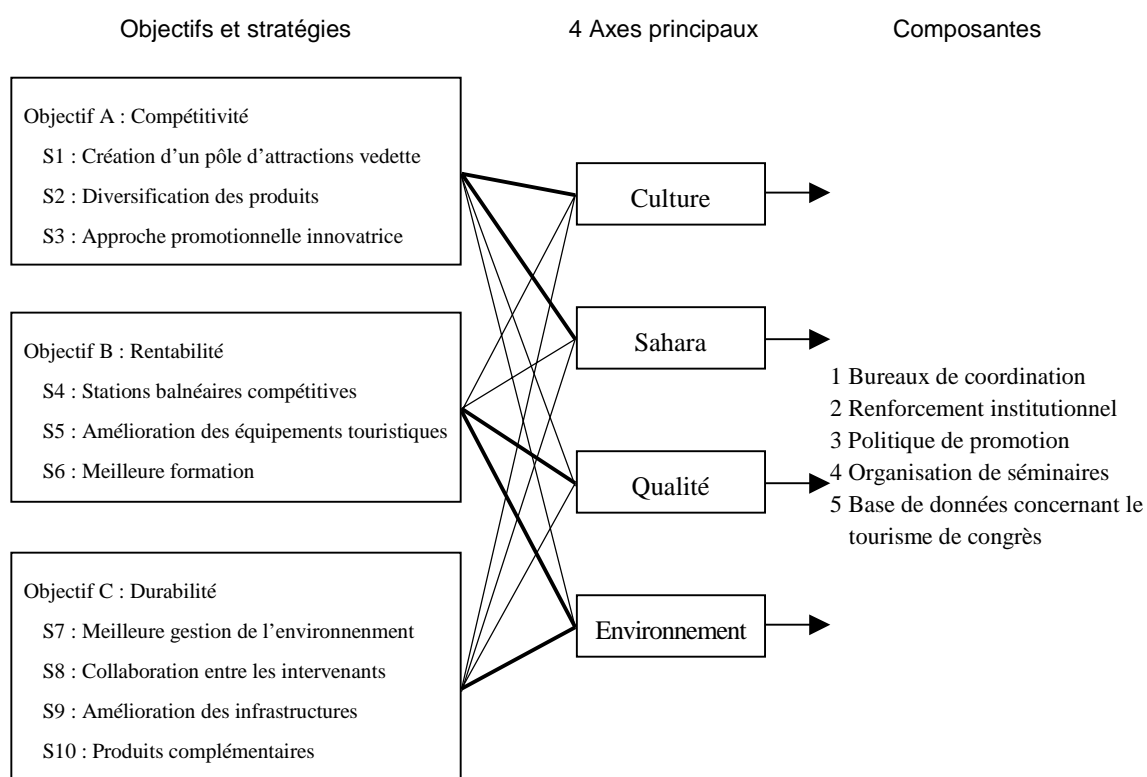 Objectifs et stratégies
4 Axes principaux
Composantes
Objectif A : Compétitivité
S1 : Création d'un pôle d'attractions vedette
S2 : Diversification des produits
S3 : Approche promotionnelle innovatrice
Objectif B : Rentabilité
S4 : Stations balnéaires compétitives
S5 : Amélioration des équipements touristiques
S6 : Meilleure formation
Objectif C : Durabilité
S7 : Meilleure gestion de l'environnenment
S8 : Collaboration entre les intervenants
S9 : Amélioration des infrastructures
S10 : Produits complémentaires
Culture
Sahara
Qualité
Environnement
1 Bureaux de coordination
2 Renforcement institutionnel
3 Politique de promotion
4 Organisation de séminaires
5 Base de données concernant le
tourisme de congrès